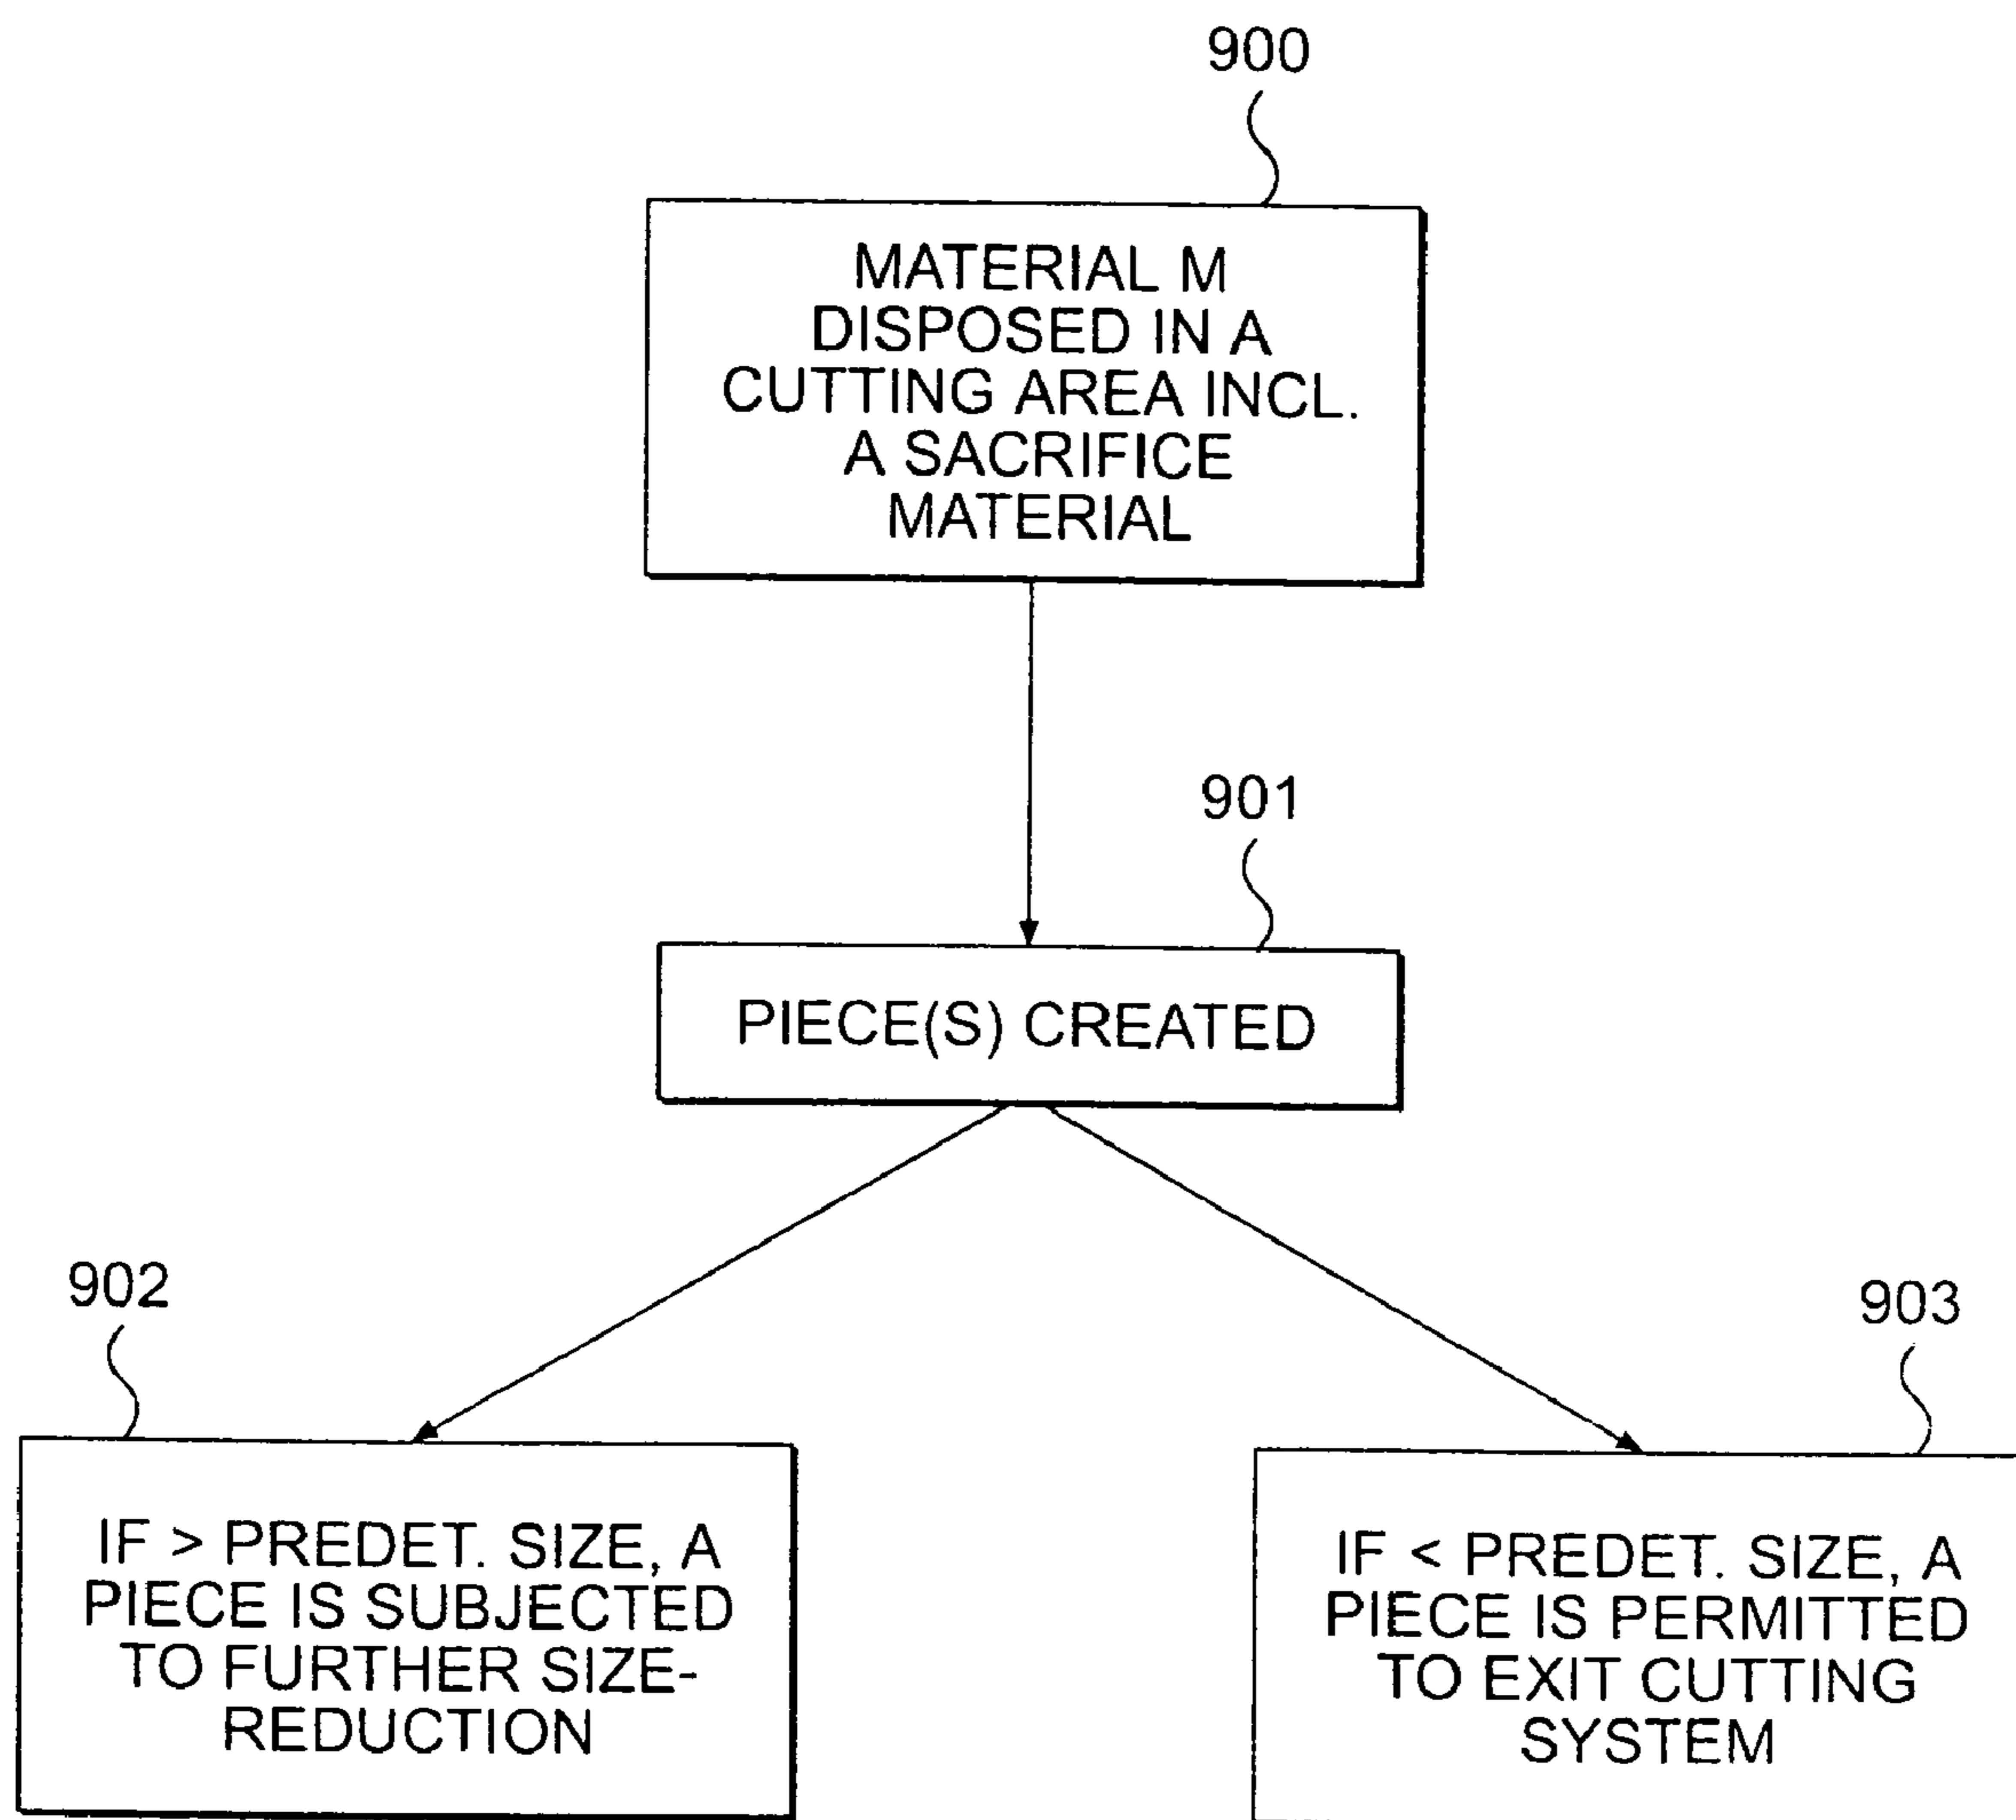 900
MATERIAL M
DISPOSED IN A
CUTTING AREA INCL.
A SACRIFICE
MATERIAL
901
PIECE(S) CREATED
902
IF > PREDET. SIZE, A
PIECE IS SUBJECTED
TO FURTHER SIZE-
REDUCTION
903
IF < PREDET. SIZE, A
PIECE IS PERMITTED
TO EXIT CUTTING
SYSTEM